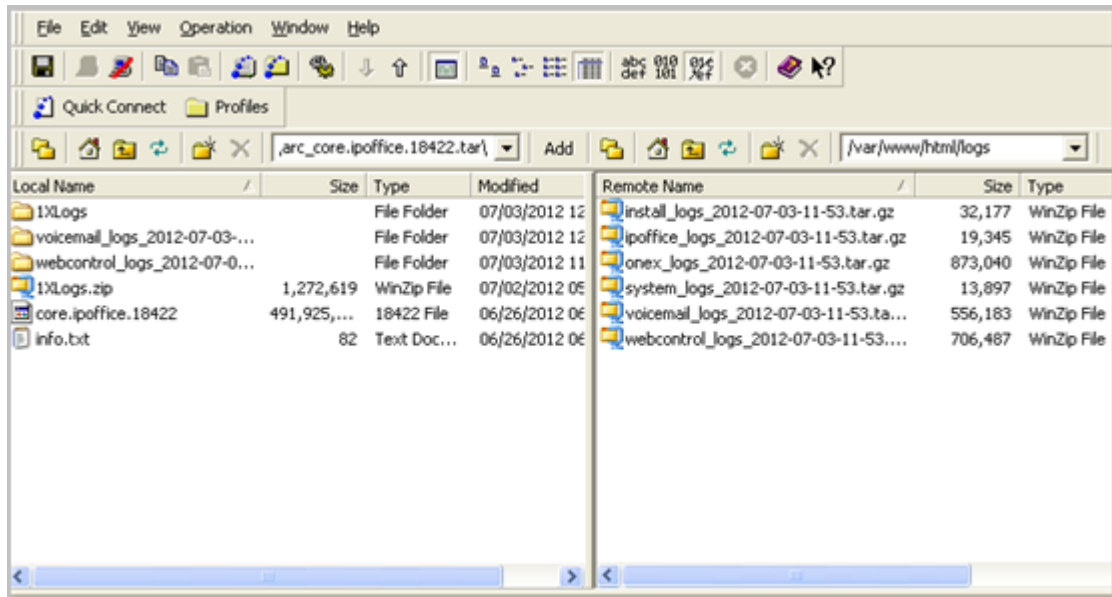 File Edit View Operation Window Help
abc def 010 101
Quick Connect Profiles
,arc_core.ipoffice.18422.tar\ Add /var/www/html/logs
Local Name / Size Type Modified Remote Name / Size Type
1XLogs File Folder 07/03/2012 12 install_logs_2012-07-03-11-53.tar.gz 32,177 WinZip File
voicemail_logs_2012-07-03-... File Folder 07/03/2012 12 ipoffice_logs_2012-07-03-11-53.tar.gz 19,345 WinZip File
webcontrol_logs_2012-07-0... File Folder 07/03/2012 11 onex_logs_2012-07-03-11-53.tar.gz 873,040 WinZip File
1XLogs.zip 1,272,619 WinZip File 07/02/2012 05 system_logs_2012-07-03-11-53.tar.gz 13,897 WinZip File
core.ipoffice.18422 491,925,... 18422 File 06/26/2012 06 voicemail_logs_2012-07-03-11-53.ta... 556,183 WinZip File
info.txt 82 Text Doc... 06/26/2012 06 webcontrol_logs_2012-07-03-11-53.... 706,487 WinZip File